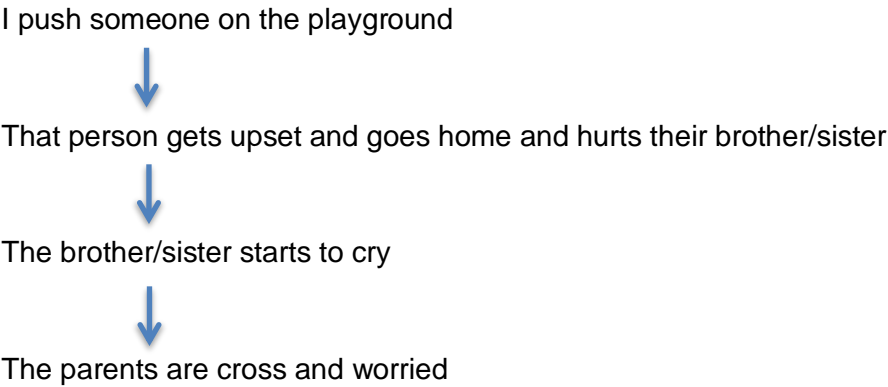 I push someone on the playground
That person gets upset and goes home and hurts their brother/sister
The brother/sister starts to cry
The parents are cross and worried